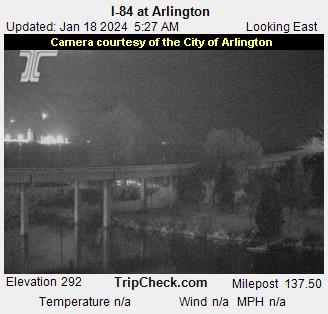 I-84 at Arlington
Updated: Jan 18 2024 5:27 AM Looking East
Camera courtesy of the City of Arlington
Elevation 292 TripCheck.com Milepost 137.50
Temperature n/a Wind n/a MPH n/a